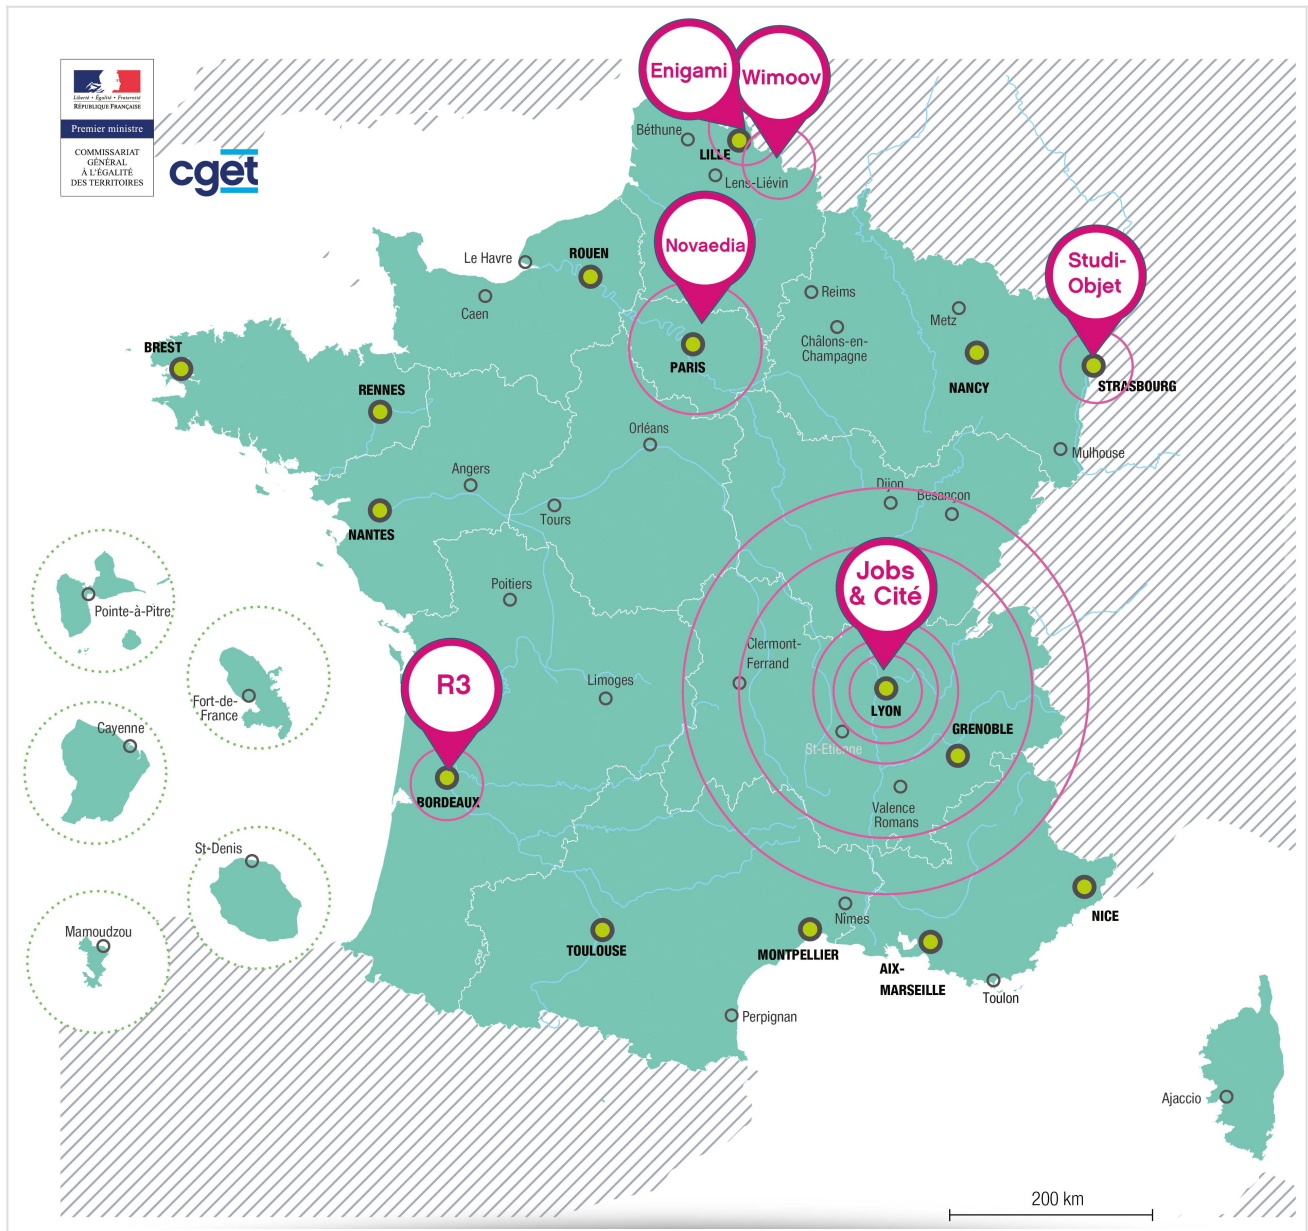 Liberté • Égalité • Fraternité
RÉPUBLIQUE FRANÇAISE
Premier ministre
COMMISSARIAT
GÉNÉRAL
À L'ÉGALITÉ
DES TERRITOIRES
cget
Enigami
Wimoov
Béthune
LILLE
Lens-Liévin
Novaedia
Le Havre
ROUEN
Caen
Reims
Châlons-en-
Champagne
Metz
Studi-
Objet
BREST
RENNES
PARIS
NANCY
STRASBOURG
Orléans
Mulhouse
Angers
Tours
NANTES
Dijon
Besançon
Poitiers
Jobs
& Cité
Pointe-à-Pitre
Fort-de-
France
Cayenne
R3
Limoges
Clermont-
Ferrand
LYON
St-Etienne
GRENOBLE
BORDEAUX
Valence
Romans
St-Denis
Mamoudzou
TOULOUSE
MONTPELLIER
Nîmes
AIX-
MARSEILLE
NICE
Toulon
Perpignan
Ajaccio
200 km